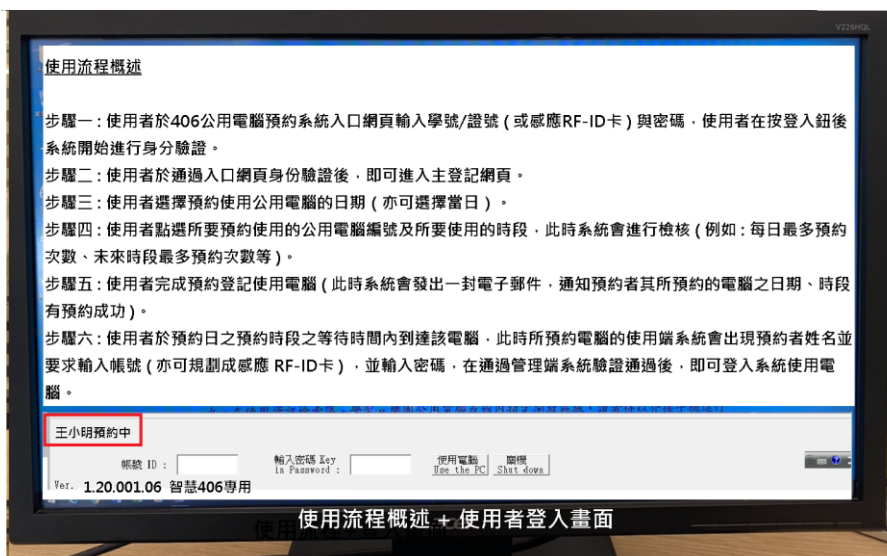 V226HQL
使用流程概述
步驟一：使用者於406公用電腦預約系統入口網頁輸入學號/證號（或感應RF-ID卡）與密碼，使用者在按登入鈕後
系統開始進行身分驗證。
步驟二：使用者於通過入口網頁身份驗證後，即可進入主登記網頁。
步驟三：使用者選擇預約使用公用電腦的日期（亦可選擇當日）。
步驟四：使用者點選所要預約使用的公用電腦編號及所要使用的時段，此時系統會進行檢核（例如：每日最多預約
次數、未來時段最多預約次數等）。
步驟五：使用者完成預約登記使用電腦（此時系統會發出一封電子郵件，通知預約者其所預約的電腦之日期、時段
有預約成功）。
步驟六：使用者於預約日之預約時段之等待時間內到達該電腦，此時所預約電腦的使用端系統會出現預約者姓名並
要求輸入帳號（亦可規劃成感應 RF-ID卡），並輸入密碼，在通過管理端系統驗證通過後，即可登入系統使用電
腦。
王小明預約中
帳號 ID： 輸入密碼 Key in Password： 使用電腦 Use the PC 關機 Shut down
Ver. 1.20.001.06 智慧406專用
使用流程概述 + 使用者登入畫面